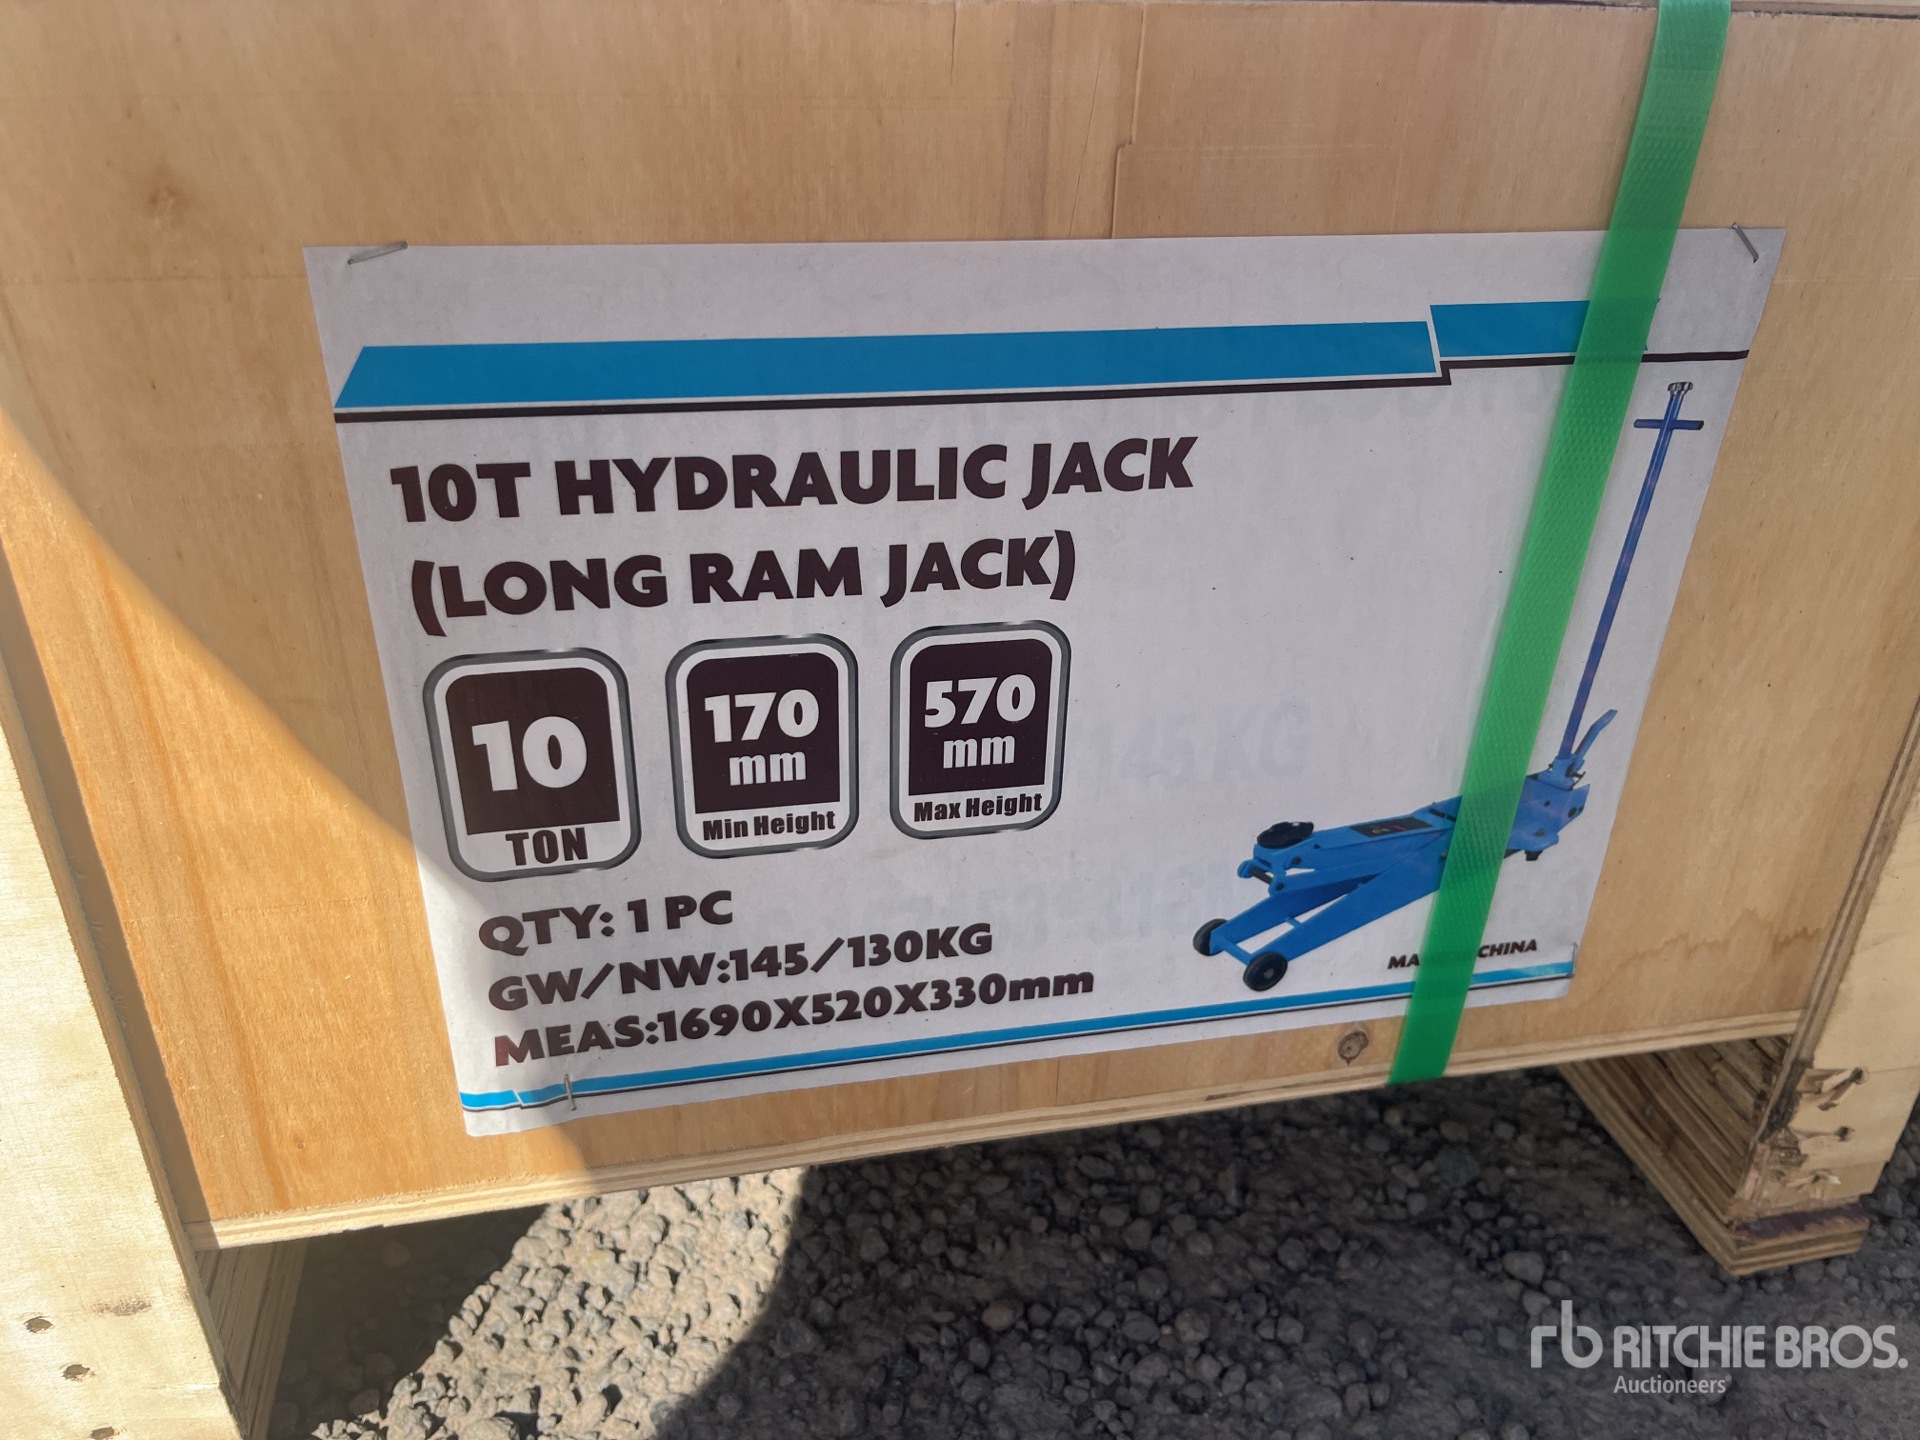 10T HYDRAULIC JACK
(LONG RAM JACK)
10
TON
170
mm
Min Height
570
mm
Max Height
QTY: 1 PC
GW/NW:145/130KG
MEAS:1690X520X330mm
CHINA
rb RITCHIE BROS.
Auctioneers